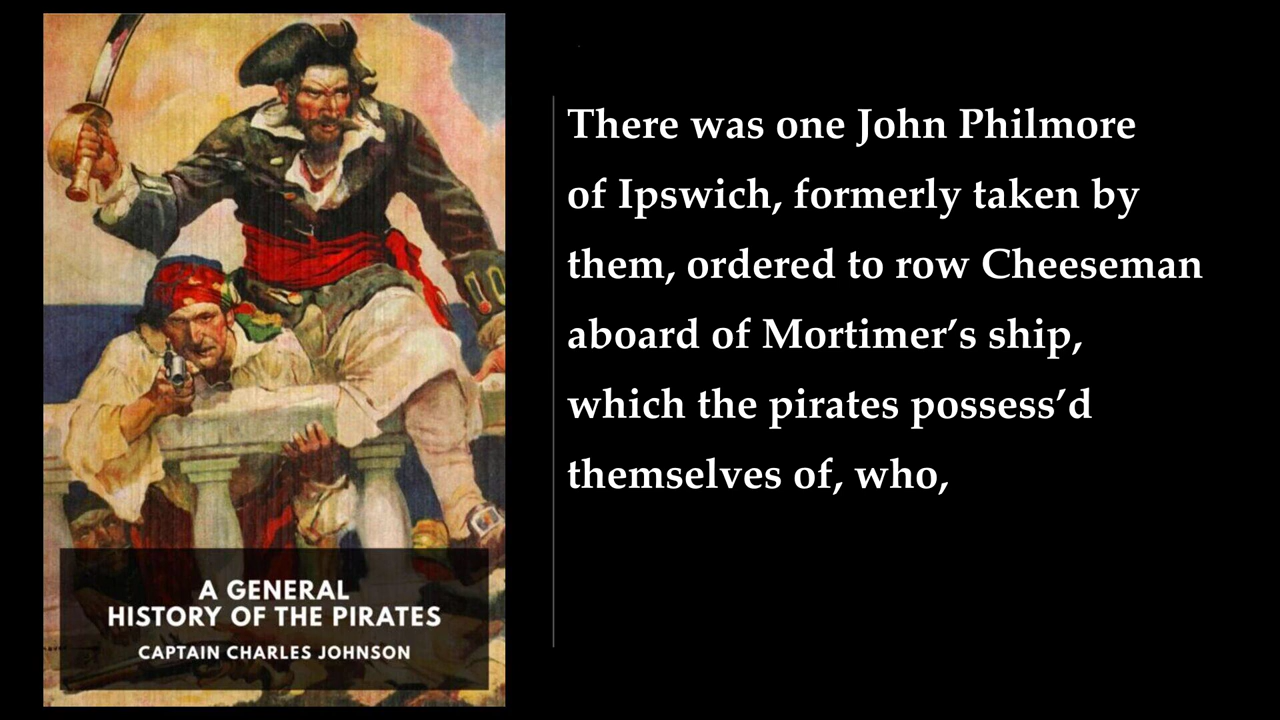 There was one John Philmore
of Ipswich, formerly taken by
them, ordered to row Cheeseman
aboard of Mortimer’s ship,
which the pirates possess’d
themselves of, who,
A GENERAL
HISTORY OF THE PIRATES
CAPTAIN CHARLES JOHNSON